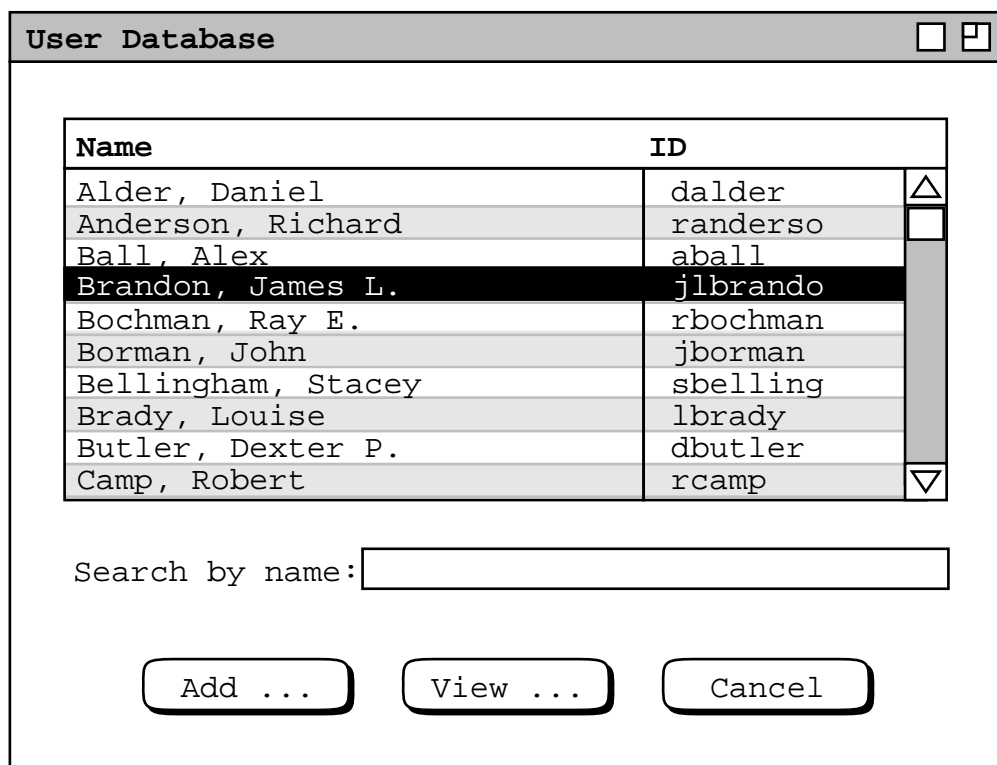 User Database
Name ID
Alder, Daniel dalder
Anderson, Richard randerso
Ball, Alex aball
Brandon, James L. jlbrando
Bochman, Ray E. rbochman
Borman, John jborman
Bellingham, Stacey sbelling
Brady, Louise lbrady
Butler, Dexter P. dbutler
Camp, Robert rcamp
Search by name:
Add ... View ... Cancel